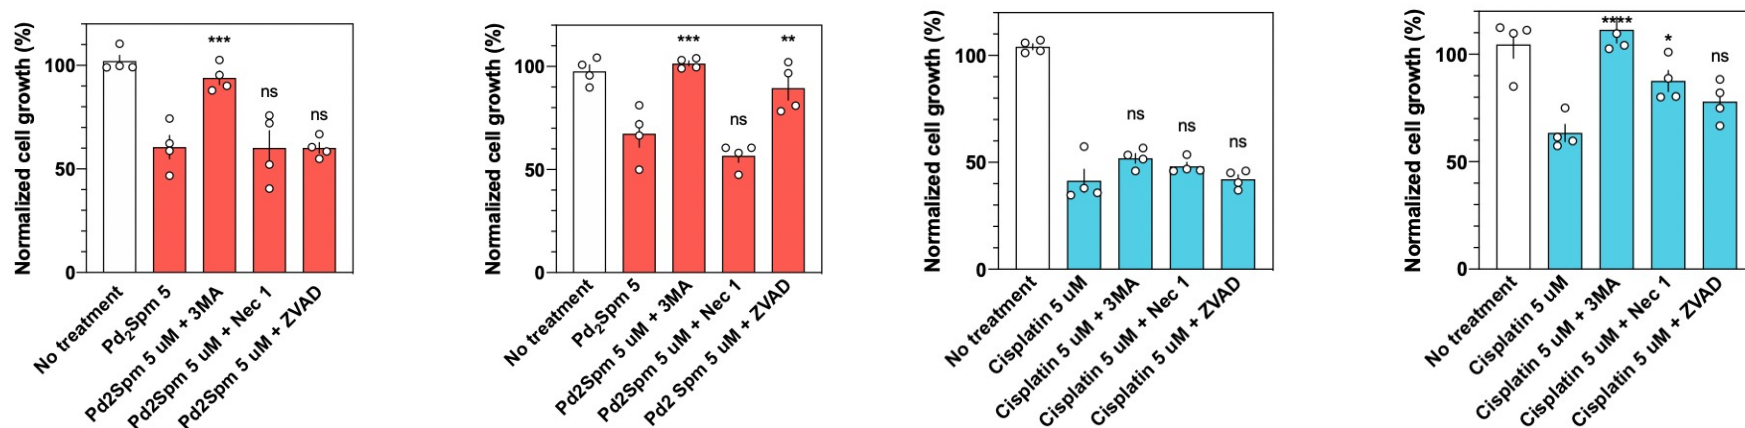 Normalized cell growth (%)
100
50
0
***
ns
ns
No treatment
Pd₂Spm 5
Pd2Spm 5 uM + 3MA
Pd2Spm 5 uM + Nec 1
Pd2Spm 5 uM + ZVAD
Normalized cell growth (%)
100
50
0
***
ns
**
No treatment
Pd₂Spm 5
Pd2Spm 5 uM + 3MA
Pd2Spm 5 uM + Nec 1
Pd2 Spm 5 uM + ZVAD
Normalized cell growth (%)
100
50
0
ns
ns
ns
No treatment
Cisplatin 5 uM
Cisplatin 5 uM + 3MA
Cisplatin 5 uM + Nec 1
Cisplatin 5 uM + ZVAD
Normalized cell growth (%)
100
50
0
****
*
ns
No treatment
Cisplatin 5 uM
Cisplatin 5 uM + 3MA
Cisplatin 5 uM + Nec 1
Cisplatin 5 uM + ZVAD